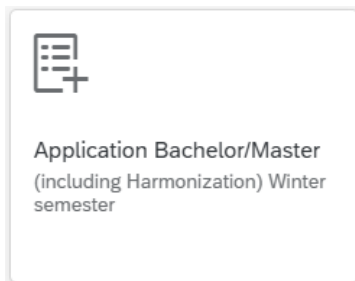 Application Bachelor/Master
(including Harmonization) Winter
semester